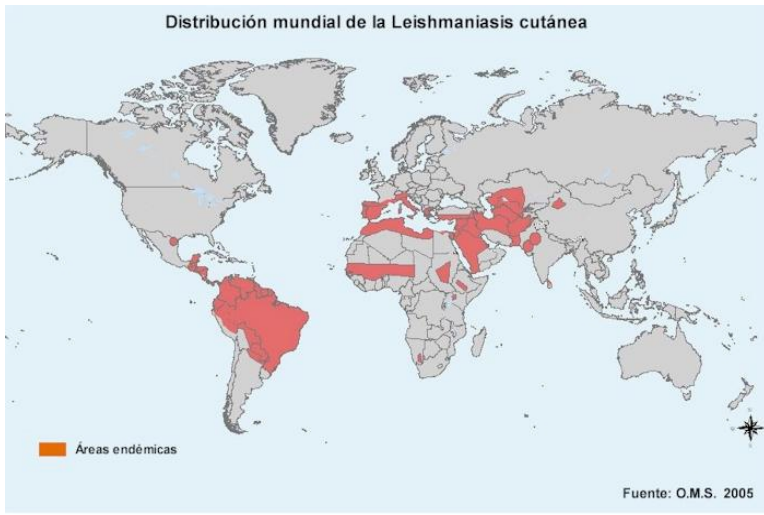 Distribución mundial de la Leishmaniasis cutánea
Áreas endémicas
Fuente: O.M.S. 2005